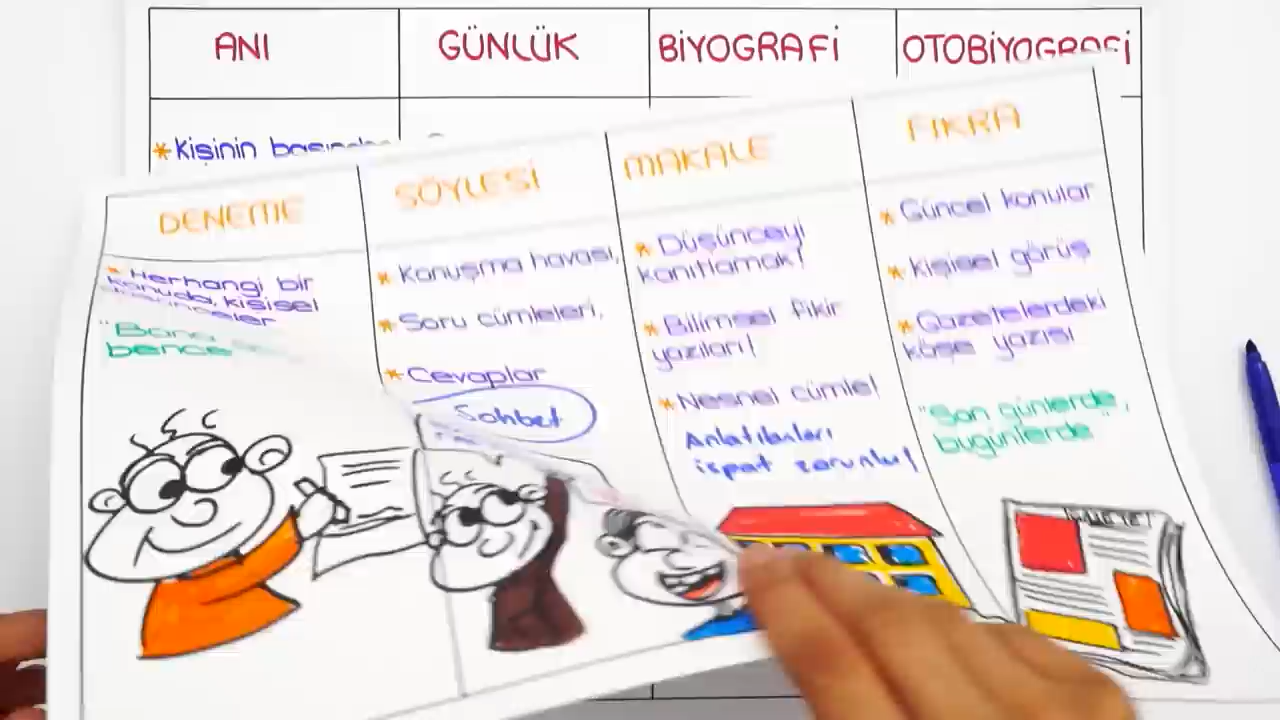 ANI
GÜNLÜK
BİYOGRAFİ
OTOBİYOGRAFİ
*Kişinin başından
DENEME
SÖYLEŞİ
MAKALE
FIKRA
*Herhangi bir
konuda, kişisel
"Bana
bence
*Konuşma havası,
*Soru cümleleri,
*Cevaplar
Sohbet
*Düşünceyi
kanıtlamak!
*Bilimsel fikir
yazıları!
*Nesnel cümle!
Anlatılanları
ispat zorunlu!
*Güncel konular
*Kişisel görüş
*Gazetelerdeki
köşe yazısı
"Son günlerde,
bugünlerde"